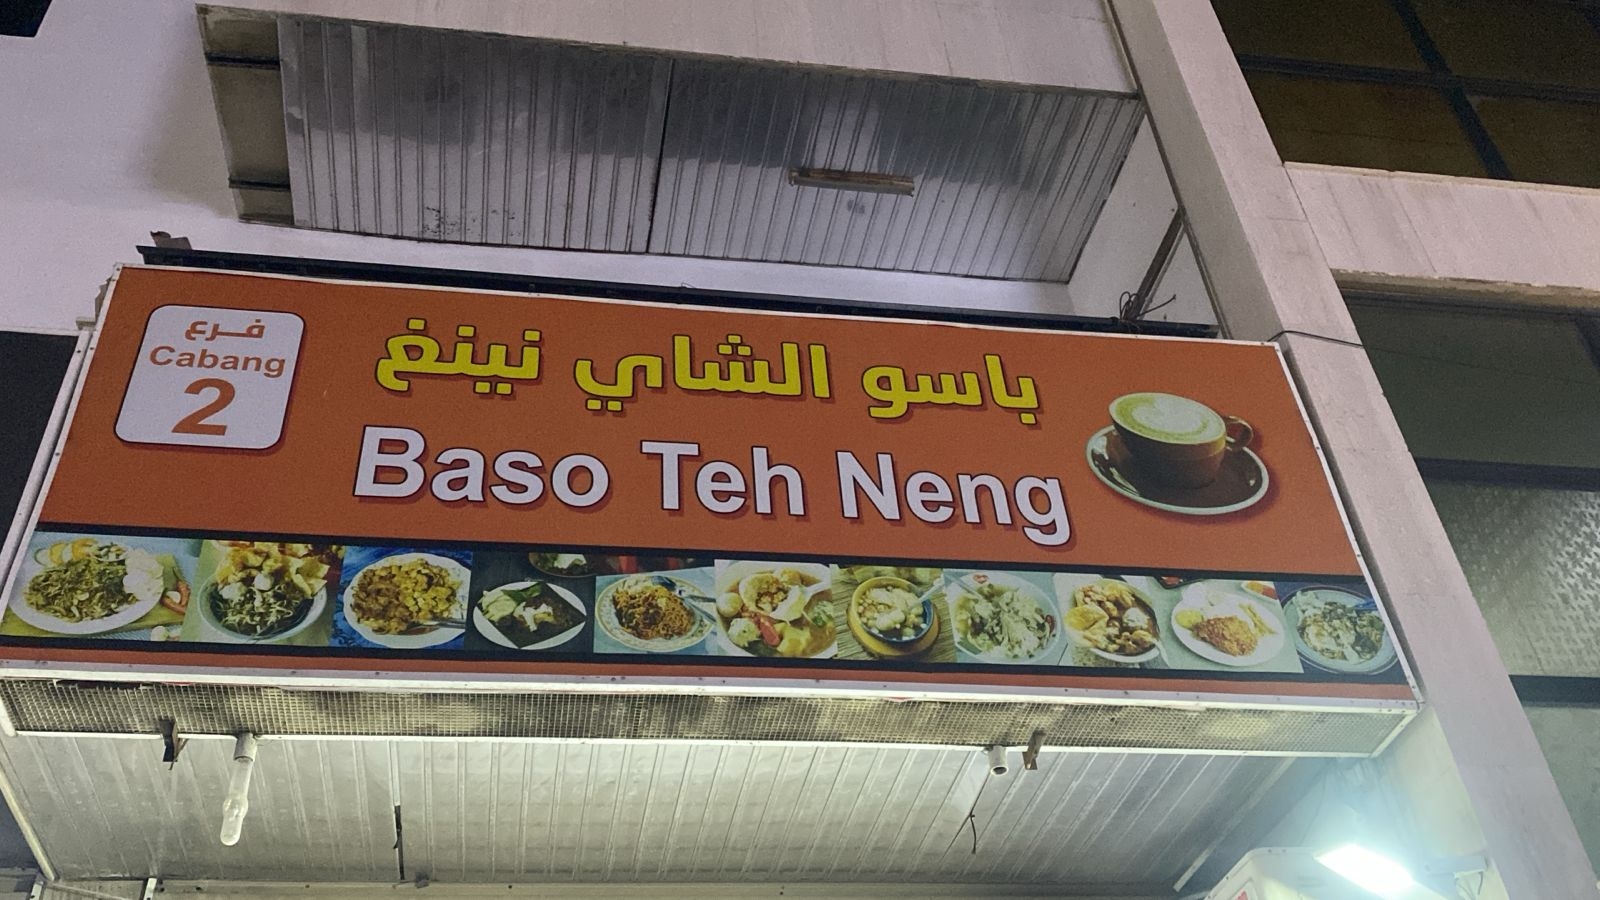 فرع
Cabang
2
باسو الشاي نينغ
Baso Teh Neng